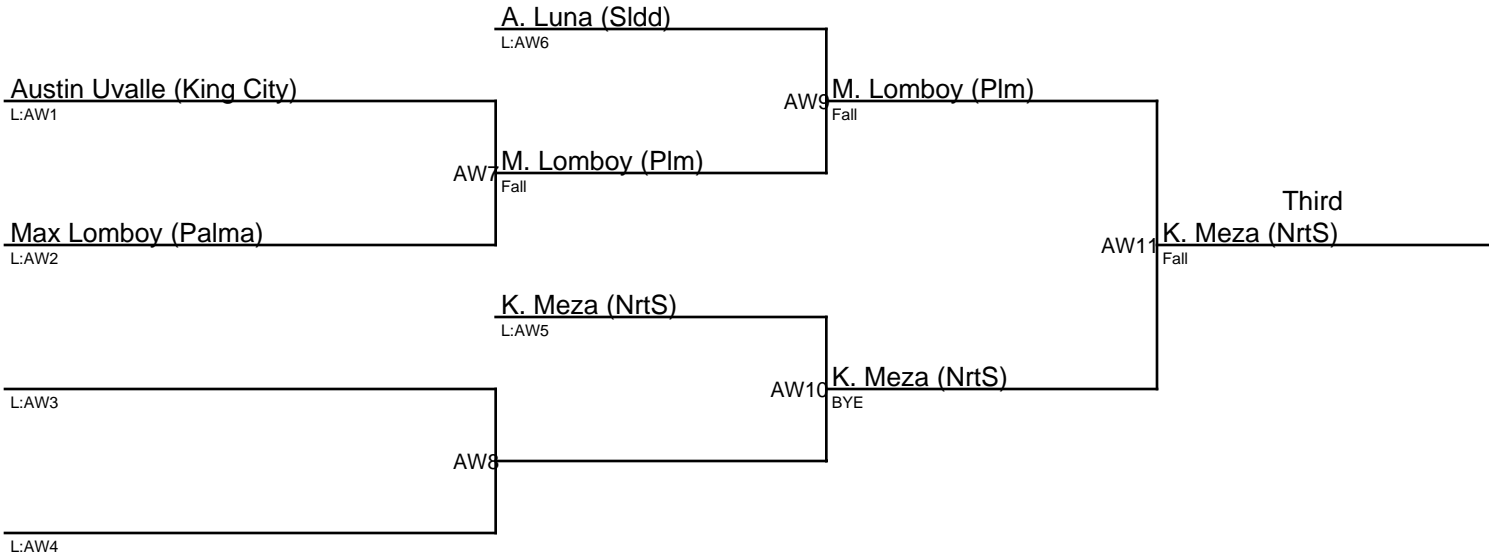 A. Luna (Sldd)
L:AW6
Austin Uvalle (King City)
L:AW1
AW9
M. Lomboy (Plm)
Fall
AW7
M. Lomboy (Plm)
Fall
Third
Max Lomboy (Palma)
L:AW2
AW11
K. Meza (NrtS)
Fall
K. Meza (NrtS)
L:AW5
L:AW3
AW10
K. Meza (NrtS)
BYE
AW8
L:AW4